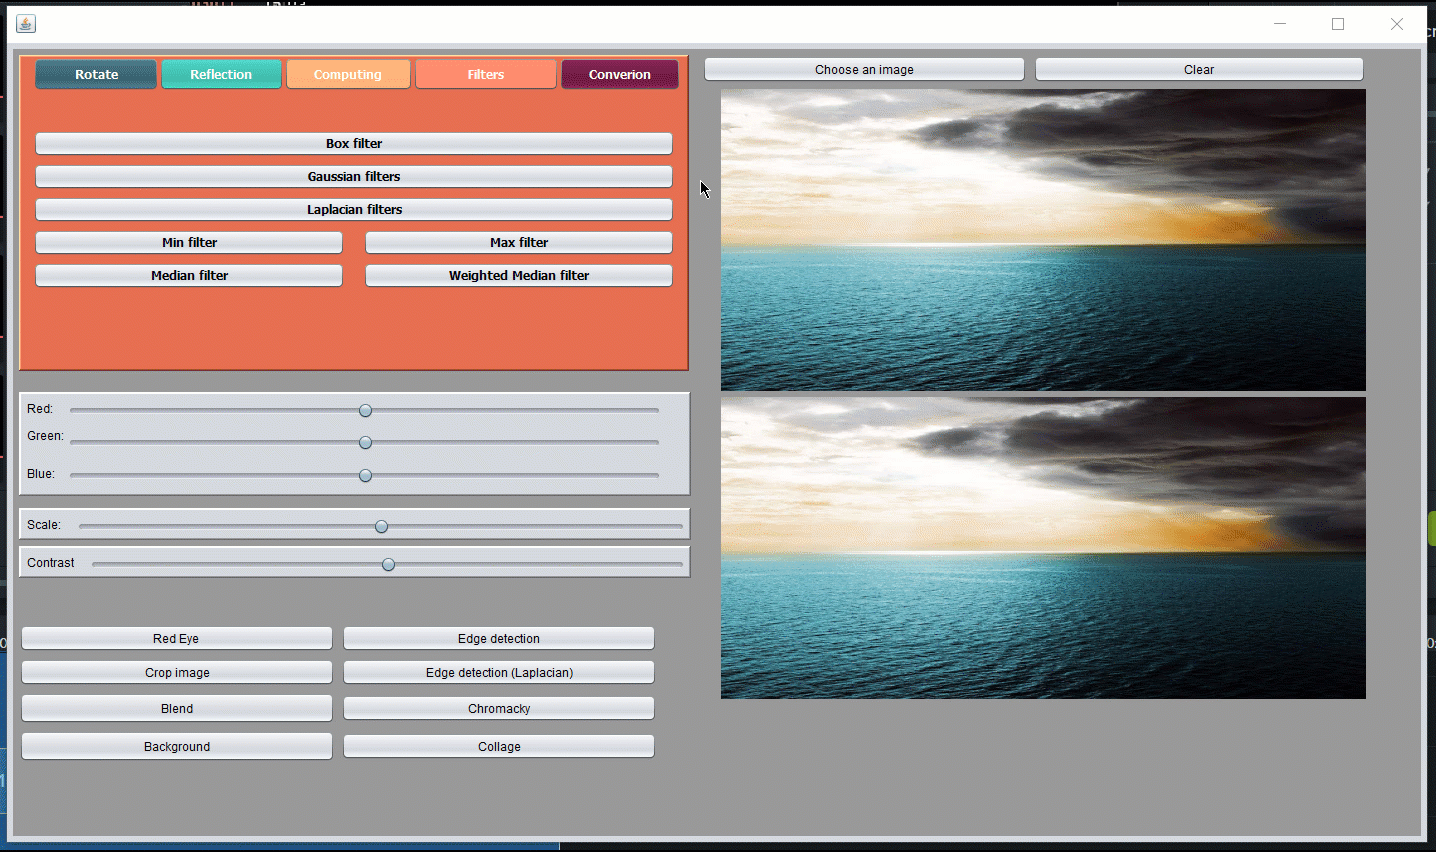 Rotate Reflection Computing Filters Converion
Box filter
Gaussian filters
Laplacian filters
Min filter Max filter
Median filter Weighted Median filter
Red:
Green:
Blue:
Scale:
Contrast
Red Eye Edge detection
Crop image Edge detection (Laplacian)
Blend Chromacky
Background Collage
Choose an image Clear